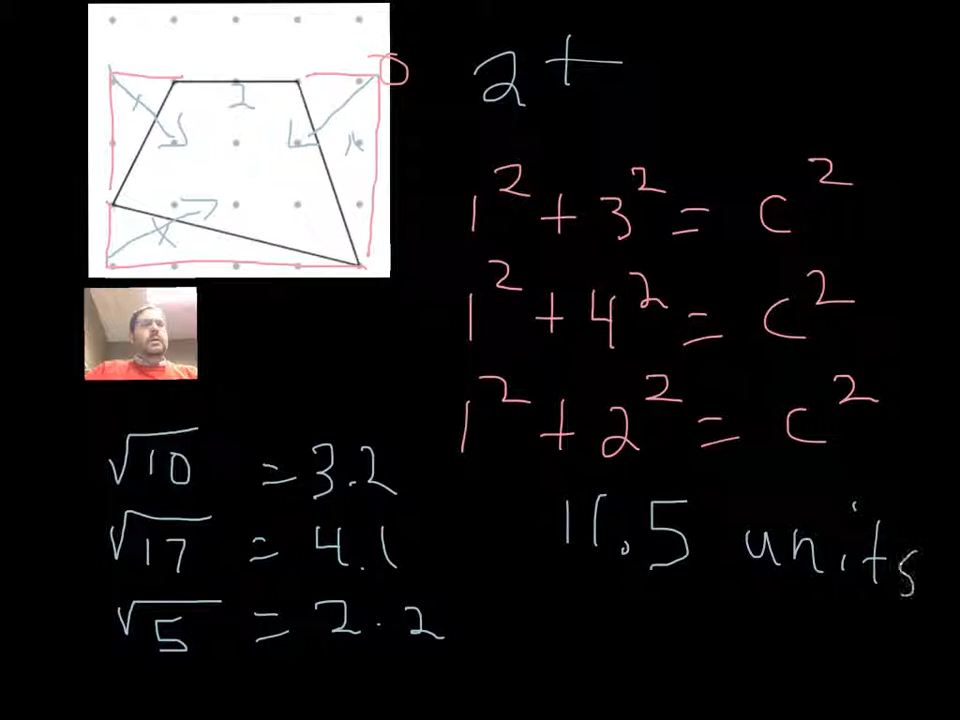 2
2 +
1² + 3² = c²
1² + 4² = c²
1² + 2² = c²
√10 = 3.2
√17 = 4.1
√5 = 2.2
11.5 units